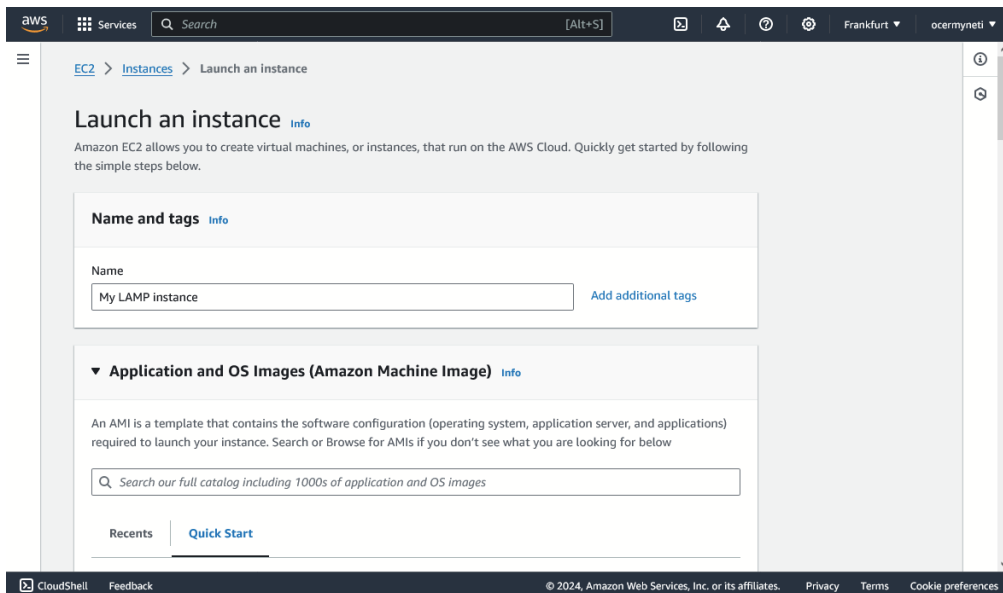 aws Services Search [Alt+S] Frankfurt ▼ ocermyneti ▼
EC2 > Instances > Launch an instance
Launch an instance Info
Amazon EC2 allows you to create virtual machines, or instances, that run on the AWS Cloud. Quickly get started by following
the simple steps below.
Name and tags Info
Name
My LAMP instance Add additional tags
▼ Application and OS Images (Amazon Machine Image) Info
An AMI is a template that contains the software configuration (operating system, application server, and applications)
required to launch your instance. Search or Browse for AMIs if you don't see what you are looking for below
Search our full catalog including 1000s of application and OS images
Recents Quick Start
CloudShell Feedback © 2024, Amazon Web Services, Inc. or its affiliates. Privacy Terms Cookie preferences